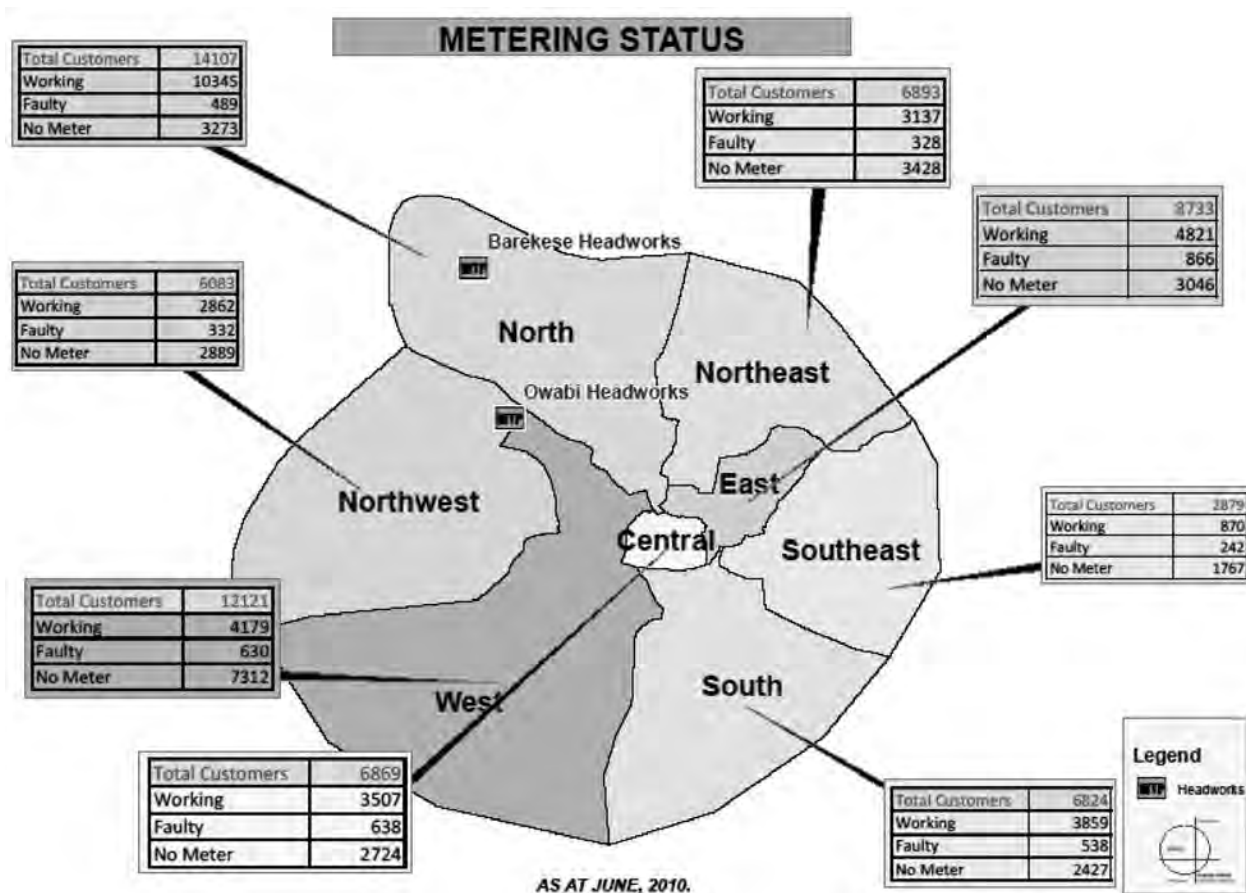 METERING STATUS
Total Customers 14107
Working 10345
Faulty 489
No Meter 3273
Total Customers 6893
Working 3137
Faulty 328
No Meter 3428
Total Customers 8733
Working 4821
Faulty 866
No Meter 3046
Total Customers 6083
Working 2862
Faulty 332
No Meter 2889
Barekese Headworks
North
Northeast
Owabi Headworks
East
Northwest
Central
Southeast
Total Customers 2879
Working 870
Faulty 242
No Meter 1767
Total Customers 12121
Working 4179
Faulty 630
No Meter 7312
West
South
Total Customers 6869
Working 3507
Faulty 638
No Meter 2724
Total Customers 6824
Working 3859
Faulty 538
No Meter 2427
Legend
Headworks
AS AT JUNE, 2010.